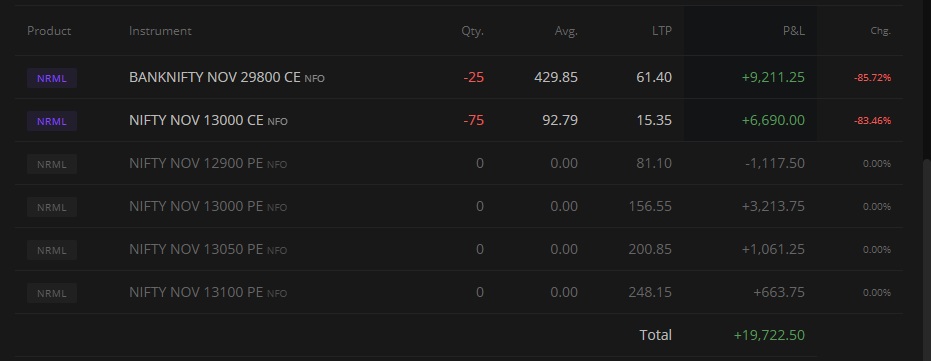 Product Instrument Qty. Avg. LTP P&L Chg.
NRML BANKNIFTY NOV 29800 CE NFO -25 429.85 61.40 +9,211.25 -85.72%
NRML NIFTY NOV 13000 CE NFO -75 92.79 15.35 +6,690.00 -83.46%
NRML NIFTY NOV 12900 PE NFO 0 0.00 81.10 -1,117.50 0.00%
NRML NIFTY NOV 13000 PE NFO 0 0.00 156.55 +3,213.75 0.00%
NRML NIFTY NOV 13050 PE NFO 0 0.00 200.85 +1,061.25 0.00%
NRML NIFTY NOV 13100 PE NFO 0 0.00 248.15 +663.75 0.00%
Total +19,722.50